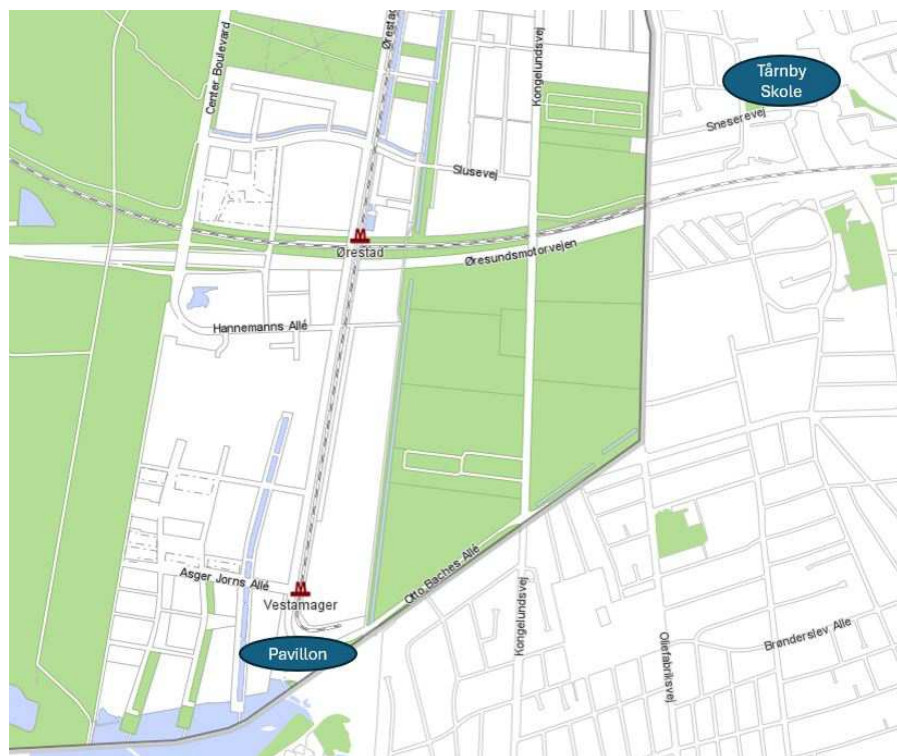 Center Boulevard
Ørestad
Kongelundsvej
Tårnby
Skole
Sneserevej
Slusevej
Ørestad
Øresundsmotorvejen
Hannemanns Allé
Asger Jorns Allé
Vestamager
Otto Baches Allé
Kongelundsvej
Oliefabriksvej
Brønderslev Alle
Pavillon